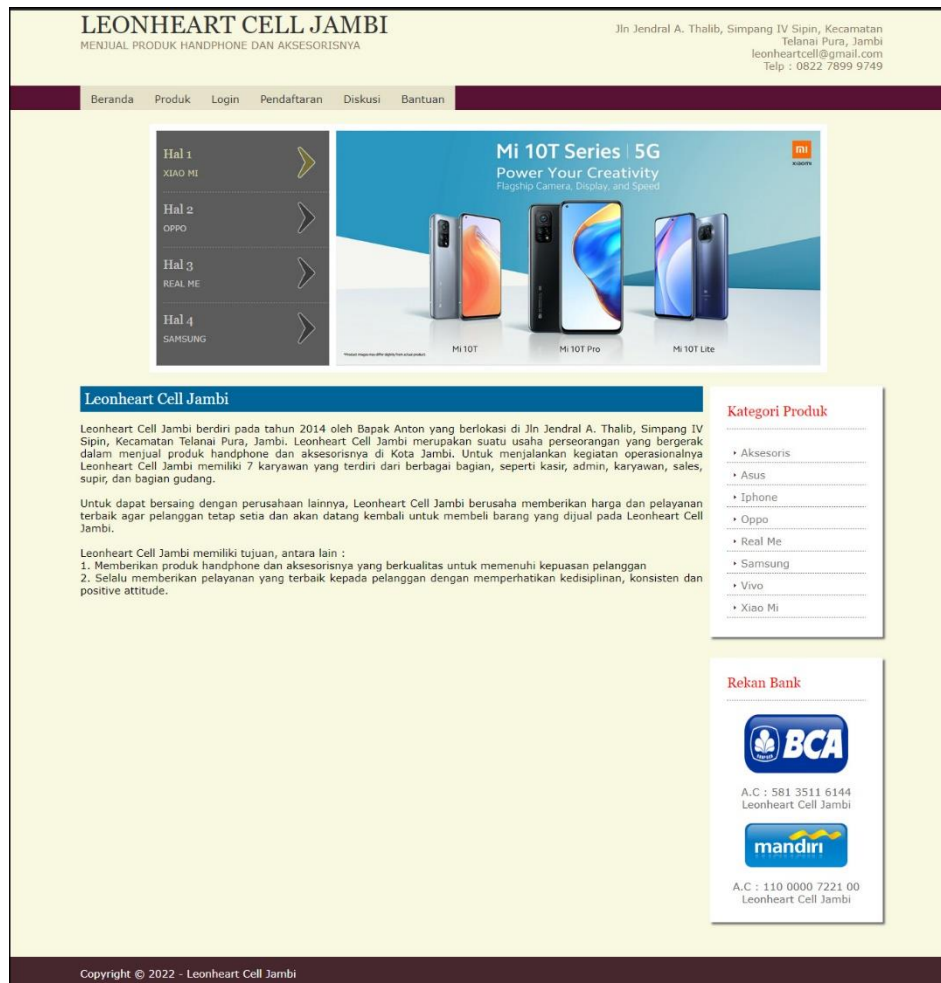 LEONHEART CELL JAMBI
MENJUAL PRODUK HANDPHONE DAN AKSESORISNYA
Jln Jendral A. Thalib, Simpang IV Sipin, Kecamatan
Telanai Pura, Jambi
leonheartcell@gmail.com
Telp : 0822 7899 9749
Beranda Produk Login Pendaftaran Diskusi Bantuan
Hal 1
XIAO MI
Hal 2
OPPO
Hal 3
REAL ME
Hal 4
SAMSUNG
Mi 10T Series | 5G
Power Your Creativity
Flagship Camera, Display, and Speed
mi
xiaomi
Mi 10T
Mi 10T Pro
Mi 10T Lite
*Product images may differ slightly from actual product
Leonheart Cell Jambi
Leonheart Cell Jambi berdiri pada tahun 2014 oleh Bapak Anton yang berlokasi di Jln Jendral A. Thalib, Simpang IV
Sipin, Kecamatan Telanai Pura, Jambi. Leonheart Cell Jambi merupakan suatu usaha perseorangan yang bergerak
dalam menjual produk handphone dan aksesorisnya di Kota Jambi. Untuk menjalankan kegiatan operasionalnya
Leonheart Cell Jambi memiliki 7 karyawan yang terdiri dari berbagai bagian, seperti kasir, admin, karyawan, sales,
supir, dan bagian gudang.
Untuk dapat bersaing dengan perusahaan lainnya, Leonheart Cell Jambi berusaha memberikan harga dan pelayanan
terbaik agar pelanggan tetap setia dan akan datang kembali untuk membeli barang yang dijual pada Leonheart Cell
Jambi.
Leonheart Cell Jambi memiliki tujuan, antara lain :
1. Memberikan produk handphone dan aksesorisnya yang berkualitas untuk memenuhi kepuasan pelanggan
2. Selalu memberikan pelayanan yang terbaik kepada pelanggan dengan memperhatikan kedisiplinan, konsisten dan
positive attitude.
Kategori Produk
Aksesoris
Asus
Iphone
Oppo
Real Me
Samsung
Vivo
Xiao Mi
Rekan Bank
BCA
A.C : 581 3511 6144
Leonheart Cell Jambi
mandırı
A.C : 110 0000 7221 00
Leonheart Cell Jambi
Copyright © 2022 - Leonheart Cell Jambi